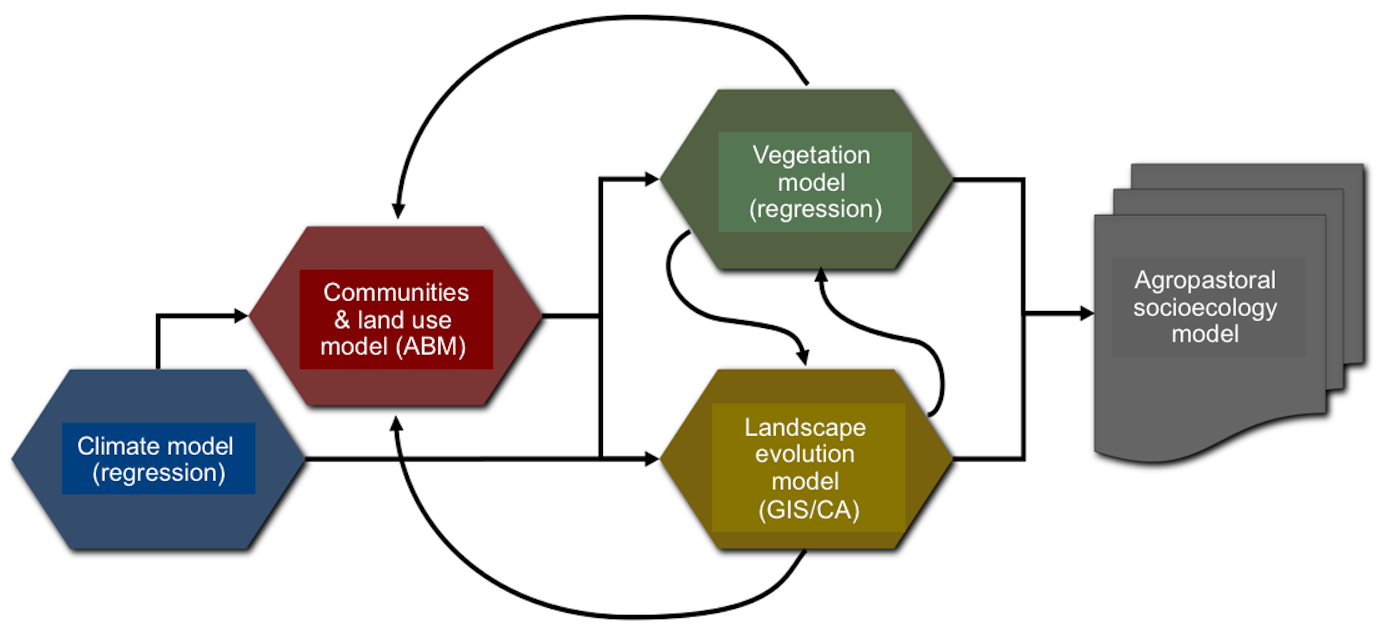 Vegetation
model
(regression)
Communities
& land use
model (ABM)
Agropastoral
socioecology
model
Climate model
(regression)
Landscape
evolution
model
(GIS/CA)